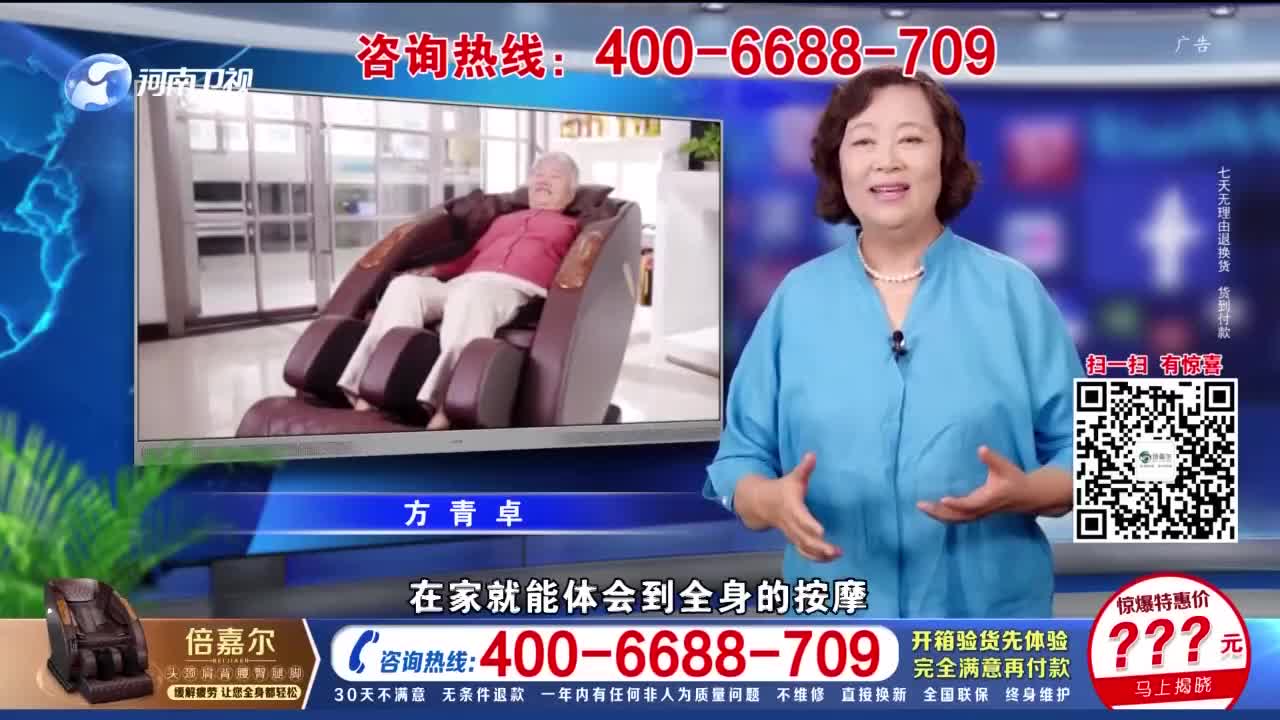 咨询热线：400-6688-709
广告
河南卫视
七天无理由退换货 货到付款
扫一扫 有惊喜
方青卓
在家就能体会到全身的按摩
倍嘉尔
BEIJIAER
头颈肩背腰臀腿脚
缓解疲劳 让您全身都轻松
咨询热线:400-6688-709
开箱验货先体验
完全满意再付款
30天不满意 无条件退款 一年内有任何非人为质量问题 不维修 直接换新 全国联保 终身维护
惊爆特惠价
???元
马上揭晓